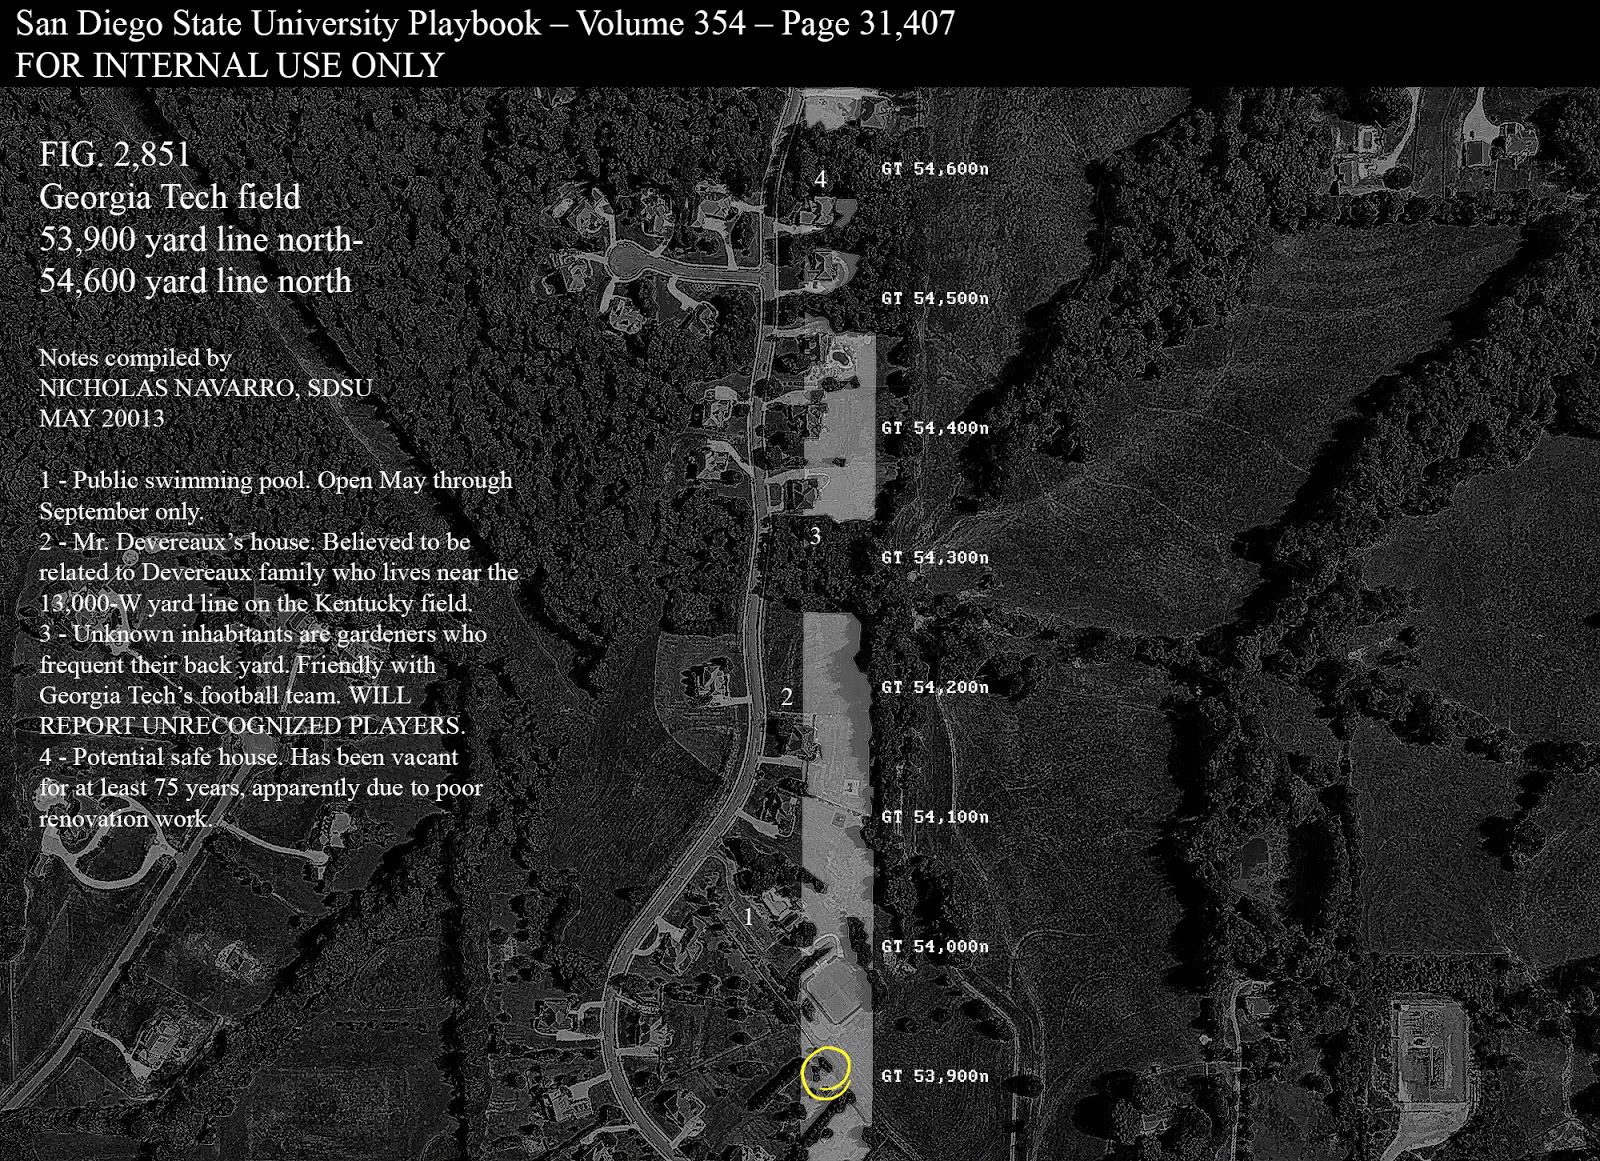 San Diego State University Playbook – Volume 354 – Page 31,407
FOR INTERNAL USE ONLY
FIG. 2,851
Georgia Tech field
53,900 yard line north-
54,600 yard line north
Notes compiled by
NICHOLAS NAVARRO, SDSU
MAY 20013
1 - Public swimming pool. Open May through
September only.
2 - Mr. Devereaux’s house. Believed to be
related to Devereaux family who lives near the
13,000-W yard line on the Kentucky field.
3 - Unknown inhabitants are gardeners who
frequent their back yard. Friendly with
Georgia Tech’s football team. WILL
REPORT UNRECOGNIZED PLAYERS.
4 - Potential safe house. Has been vacant
for at least 75 years, apparently due to poor
renovation work.
4
GT 54,600n
GT 54,500n
GT 54,400n
3
GT 54,300n
2
GT 54,200n
GT 54,100n
1
GT 54,000n
GT 53,900n